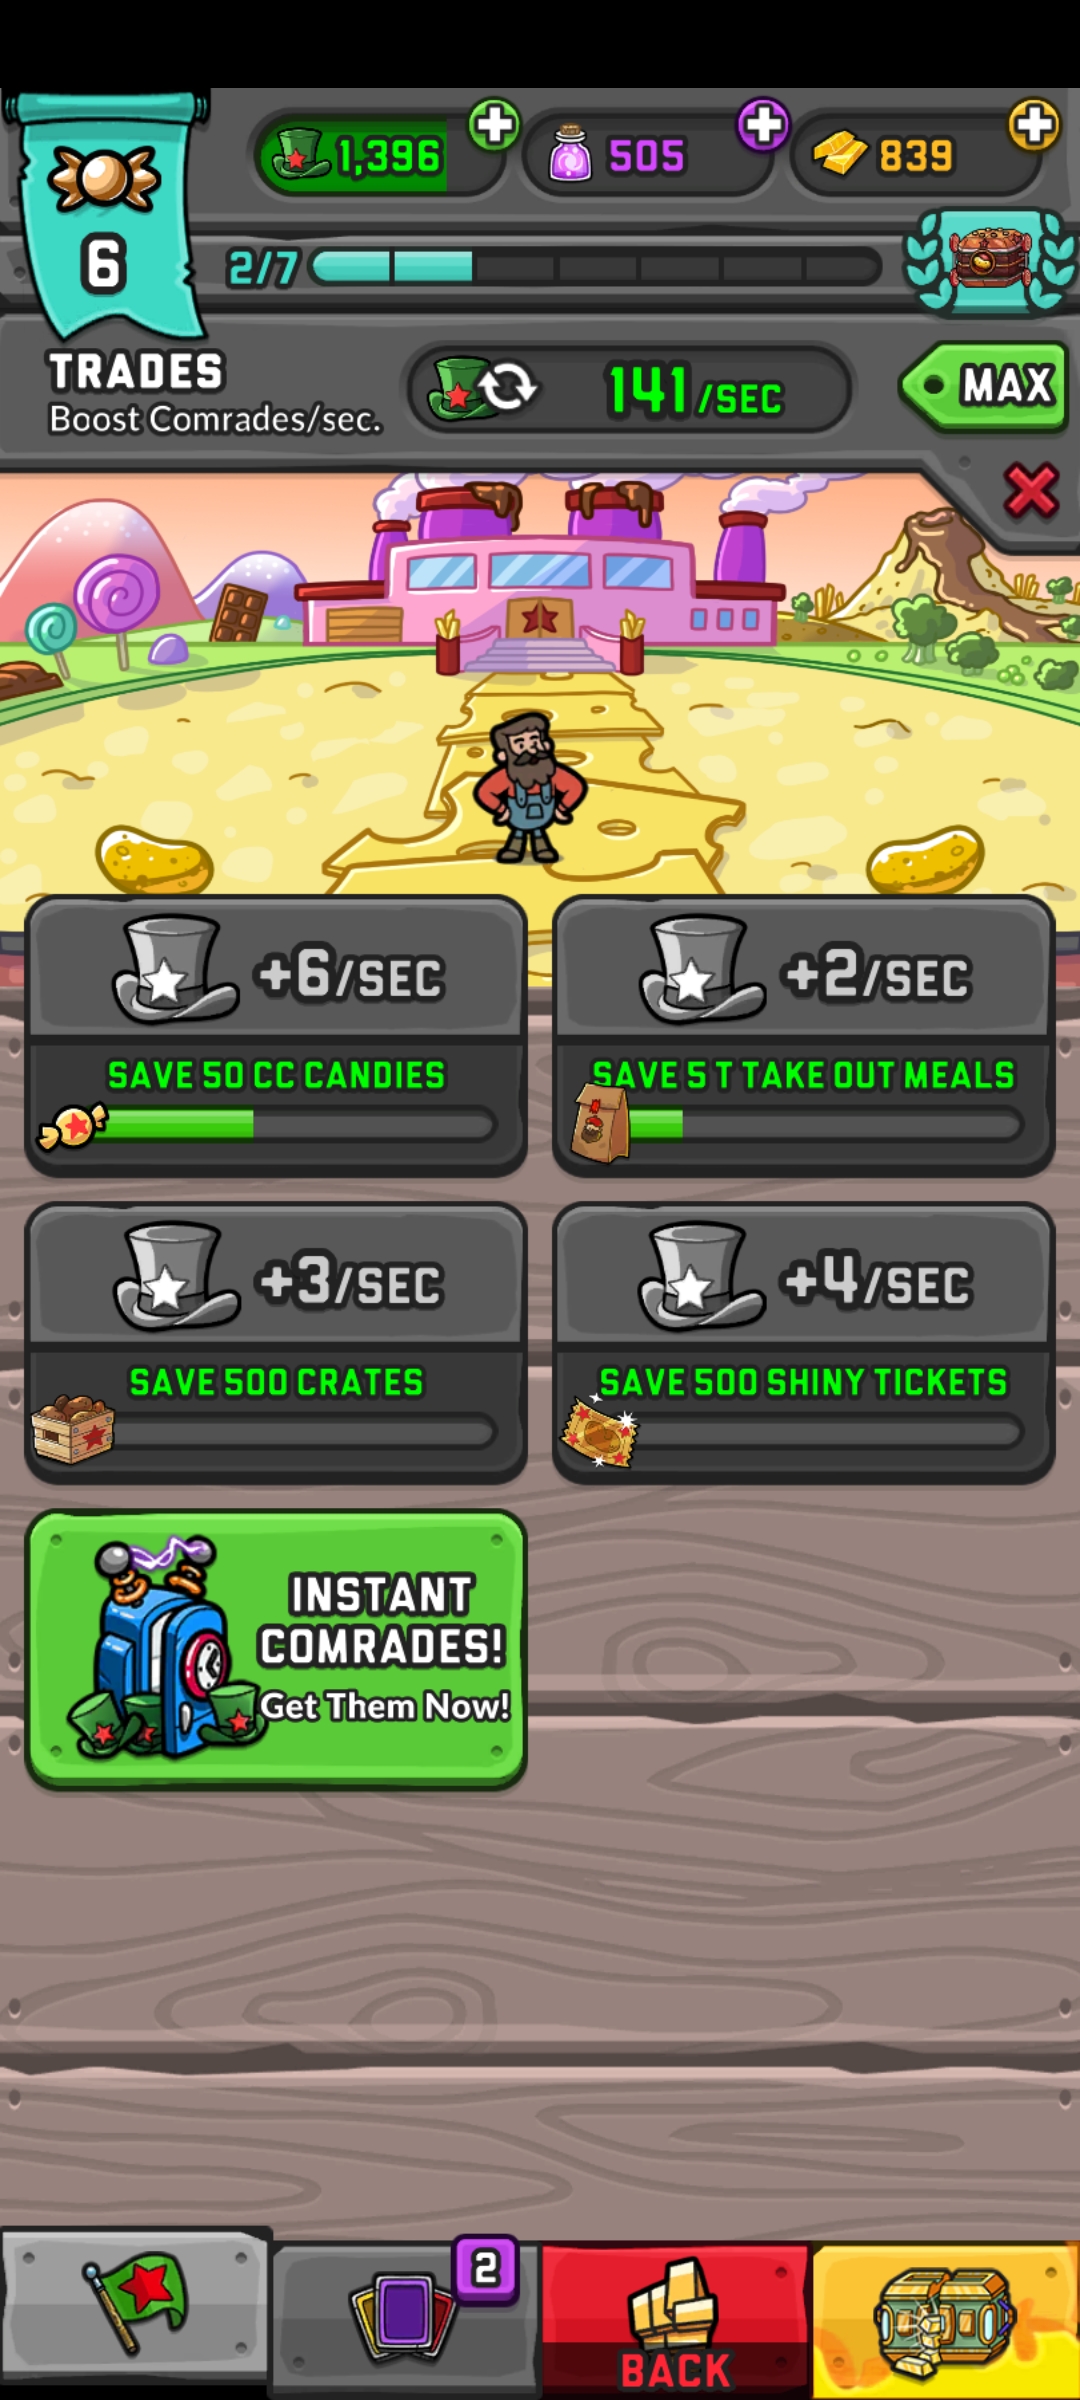 1,396
505
839
6
2/7
TRADES
Boost Comrades/sec.
141/SEC
MAX
+6/SEC
SAVE 50 CC CANDIES
+2/SEC
SAVE 5 T TAKE OUT MEALS
+3/SEC
SAVE 500 CRATES
+4/SEC
SAVE 500 SHINY TICKETS
INSTANT
COMRADES!
Get Them Now!
2
BACK